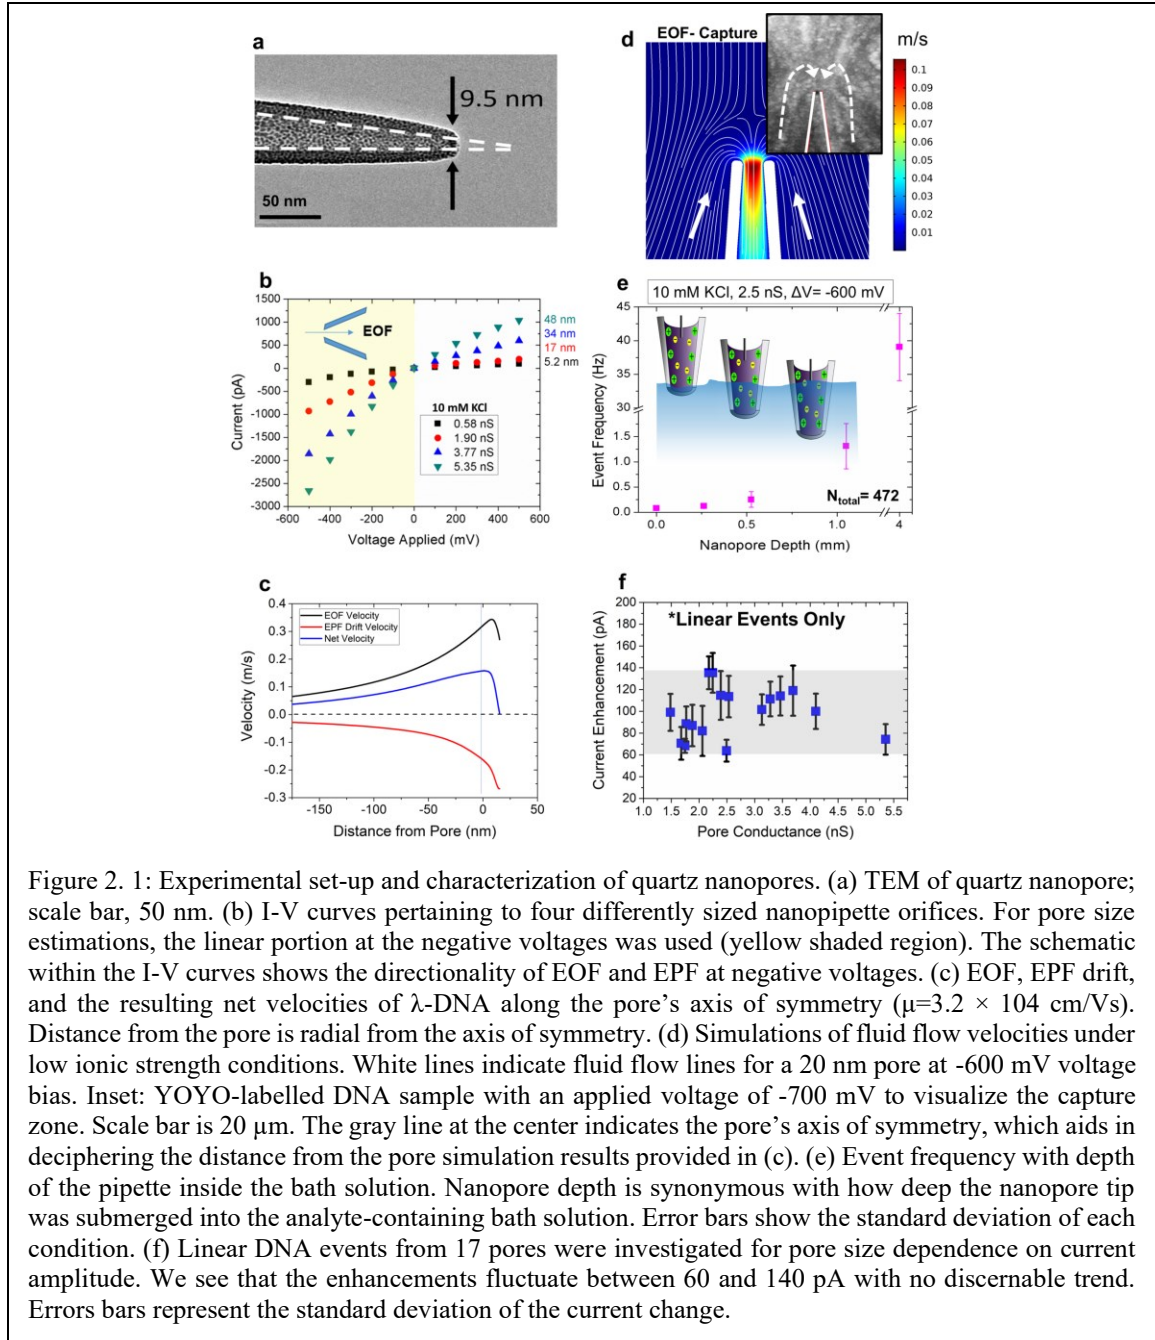 a
9.5 nm
50 nm
d
EOF- Capture
m/s
0.1
0.09
0.08
0.07
0.06
0.05
0.04
0.03
0.02
0.01
b
1500
1000
500
0
-500
-1000
-1500
-2000
-2500
-3000
Current (pA)
EOF
48 nm
34 nm
17 nm
5.2 nm
10 mM KCl
0.58 nS
1.90 nS
3.77 nS
5.35 nS
-600 -400 -200 0 200 400 600
Voltage Applied (mV)
e
10 mM KCl, 2.5 nS, ΔV= -600 mV
45
40
35
30
1.5
1.0
0.5
0.0
Event Frequency (Hz)
N_total= 472
0.0 0.5 1.0 4
Nanopore Depth (mm)
c
0.4
0.3
0.2
0.1
0.0
-0.1
-0.2
-0.3
Velocity (m/s)
EOF Velocity
EPF Drift Velocity
Net Velocity
-150 -100 -50 0 50
Distance from Pore (nm)
f
200
180
160
140
120
100
80
60
40
20
Current Enhancement (pA)
*Linear Events Only
1.0 1.5 2.0 2.5 3.0 3.5 4.0 4.5 5.0 5.5
Pore Conductance (nS)
Figure 2. 1: Experimental set-up and characterization of quartz nanopores. (a) TEM of quartz nanopore;
scale bar, 50 nm. (b) I-V curves pertaining to four differently sized nanopipette orifices. For pore size
estimations, the linear portion at the negative voltages was used (yellow shaded region). The schematic
within the I-V curves shows the directionality of EOF and EPF at negative voltages. (c) EOF, EPF drift,
and the resulting net velocities of λ-DNA along the pore’s axis of symmetry (μ=3.2 × 104 cm/Vs).
Distance from the pore is radial from the axis of symmetry. (d) Simulations of fluid flow velocities under
low ionic strength conditions. White lines indicate fluid flow lines for a 20 nm pore at -600 mV voltage
bias. Inset: YOYO-labelled DNA sample with an applied voltage of -700 mV to visualize the capture
zone. Scale bar is 20 μm. The gray line at the center indicates the pore’s axis of symmetry, which aids in
deciphering the distance from the pore simulation results provided in (c). (e) Event frequency with depth
of the pipette inside the bath solution. Nanopore depth is synonymous with how deep the nanopore tip
was submerged into the analyte-containing bath solution. Error bars show the standard deviation of each
condition. (f) Linear DNA events from 17 pores were investigated for pore size dependence on current
amplitude. We see that the enhancements fluctuate between 60 and 140 pA with no discernable trend.
Errors bars represent the standard deviation of the current change.